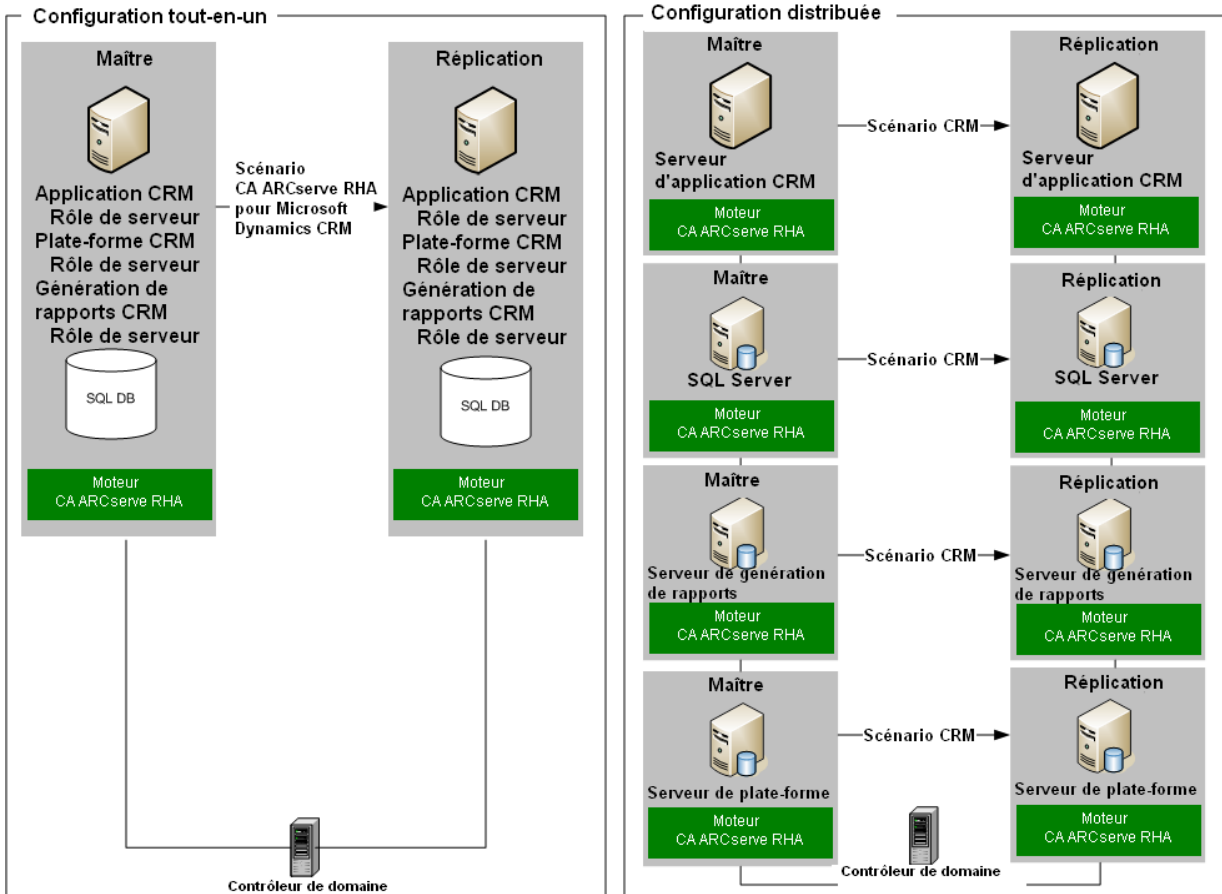 Configuration tout-en-un
Maître
Application CRM
Rôle de serveur
Plate-forme CRM
Rôle de serveur
Génération de
rapports CRM
Rôle de serveur
SQL DB
Moteur
CA ARCserve RHA
Scénario
CA ARCserve RHA
pour Microsoft
Dynamics CRM
Réplication
Application CRM
Rôle de serveur
Plate-forme CRM
Rôle de serveur
Génération de
rapports CRM
Rôle de serveur
SQL DB
Moteur
CA ARCserve RHA
Contrôleur de domaine
Configuration distribuée
Maître
Serveur
d'application CRM
Moteur
CA ARCserve RHA
Scénario CRM
Réplication
Serveur
d'application CRM
Moteur
CA ARCserve RHA
Maître
SQL Server
Moteur
CA ARCserve RHA
Scénario CRM
Réplication
SQL Server
Moteur
CA ARCserve RHA
Maître
Serveur de génération
de rapports
Moteur
CA ARCserve RHA
Scénario CRM
Réplication
Serveur de génération
de rapports
Moteur
CA ARCserve RHA
Maître
Serveur de plate-forme
Moteur
CA ARCserve RHA
Scénario CRM
Réplication
Serveur de plate-forme
Moteur
CA ARCserve RHA
Contrôleur de domaine